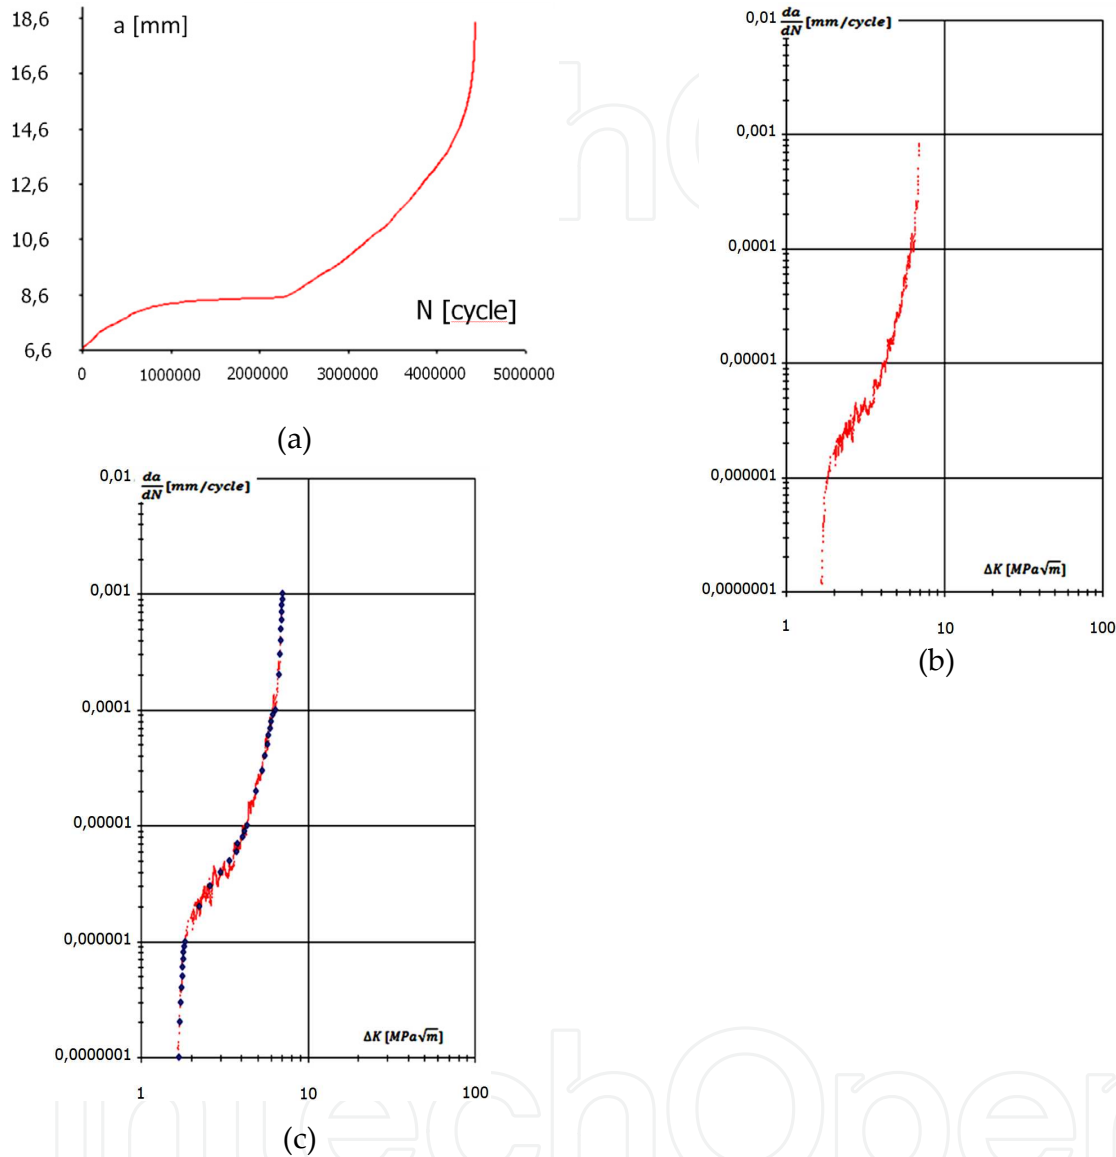 a [mm]
18,6
16,6
14,6
12,6
10,6
8,6
6,6
N [cycle]
0 1000000 2000000 3000000 4000000 5000000
(a)
da/dN [mm/cycle]
0,01
0,001
0,0001
0,00001
0,000001
0,0000001
ΔK [MPa√m]
1 10 100
(b)
da/dN [mm/cycle]
0,01
0,001
0,0001
0,00001
0,000001
0,0000001
ΔK [MPa√m]
1 10 100
(c)